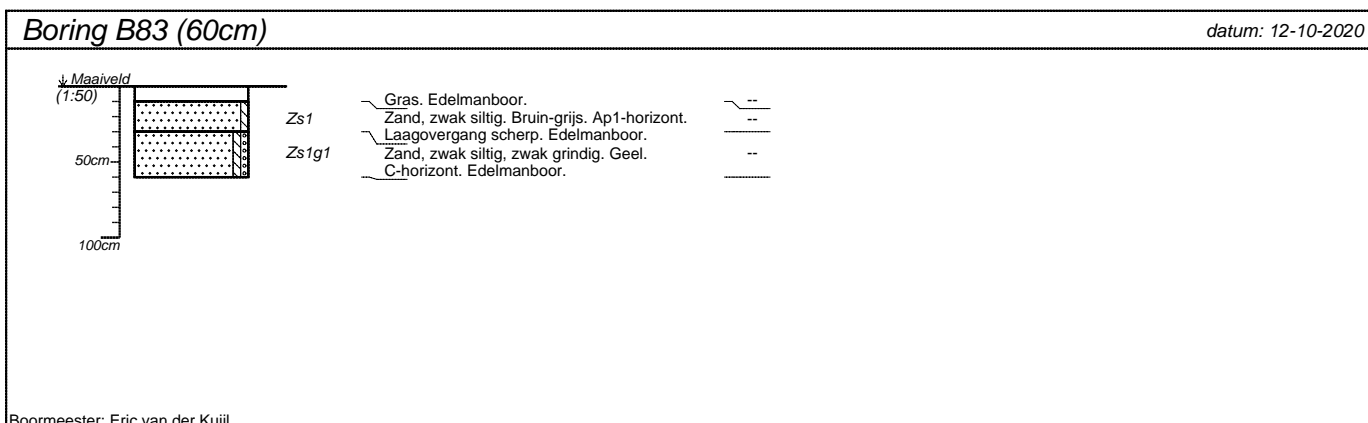 Boring B83 (60cm) datum: 12-10-2020
Maaiveld
(1:50) Gras. Edelmanboor. --
Zs1 Zand, zwak siltig. Bruin-grijs. Ap1-horizont. --
Laagovergang scherp. Edelmanboor.
50cm Zs1g1 Zand, zwak siltig, zwak grindig. Geel. --
C-horizont. Edelmanboor.
100cm
Boormeester: Eric van der Kuijl